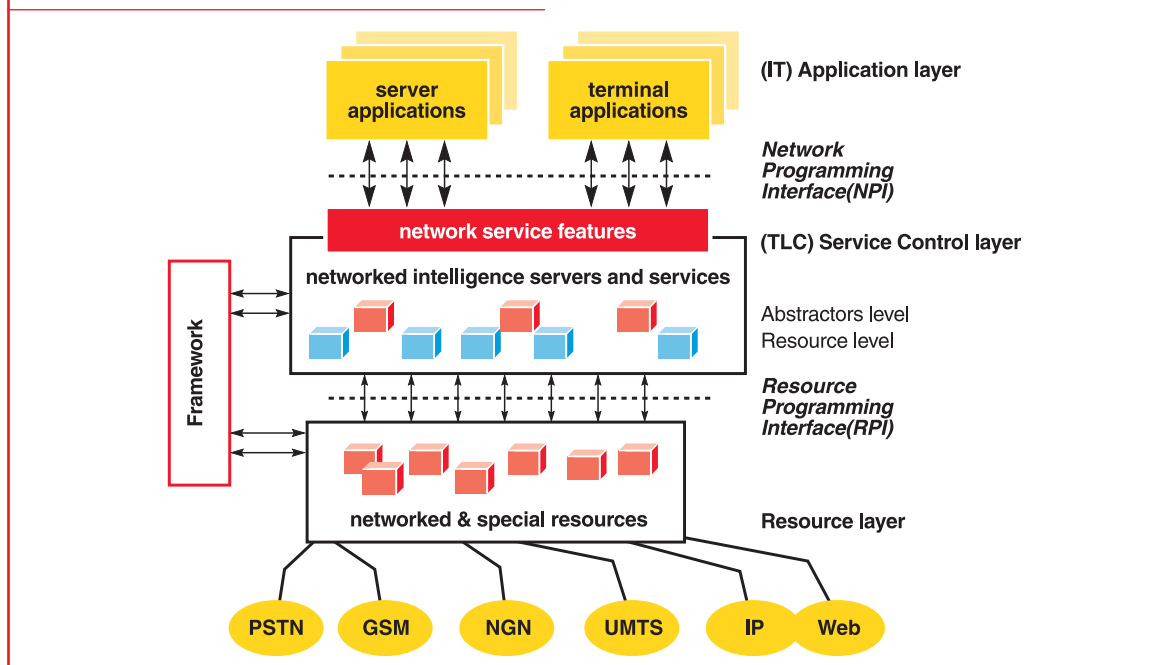 server
applications
terminal
applications
(IT) Application layer
Network
Programming
Interface(NPI)
network service features
(TLC) Service Control layer
networked intelligence servers and services
Abstractors level
Resource level
Framework
Resource
Programming
Interface(RPI)
networked & special resources
Resource layer
PSTN
GSM
NGN
UMTS
IP
Web